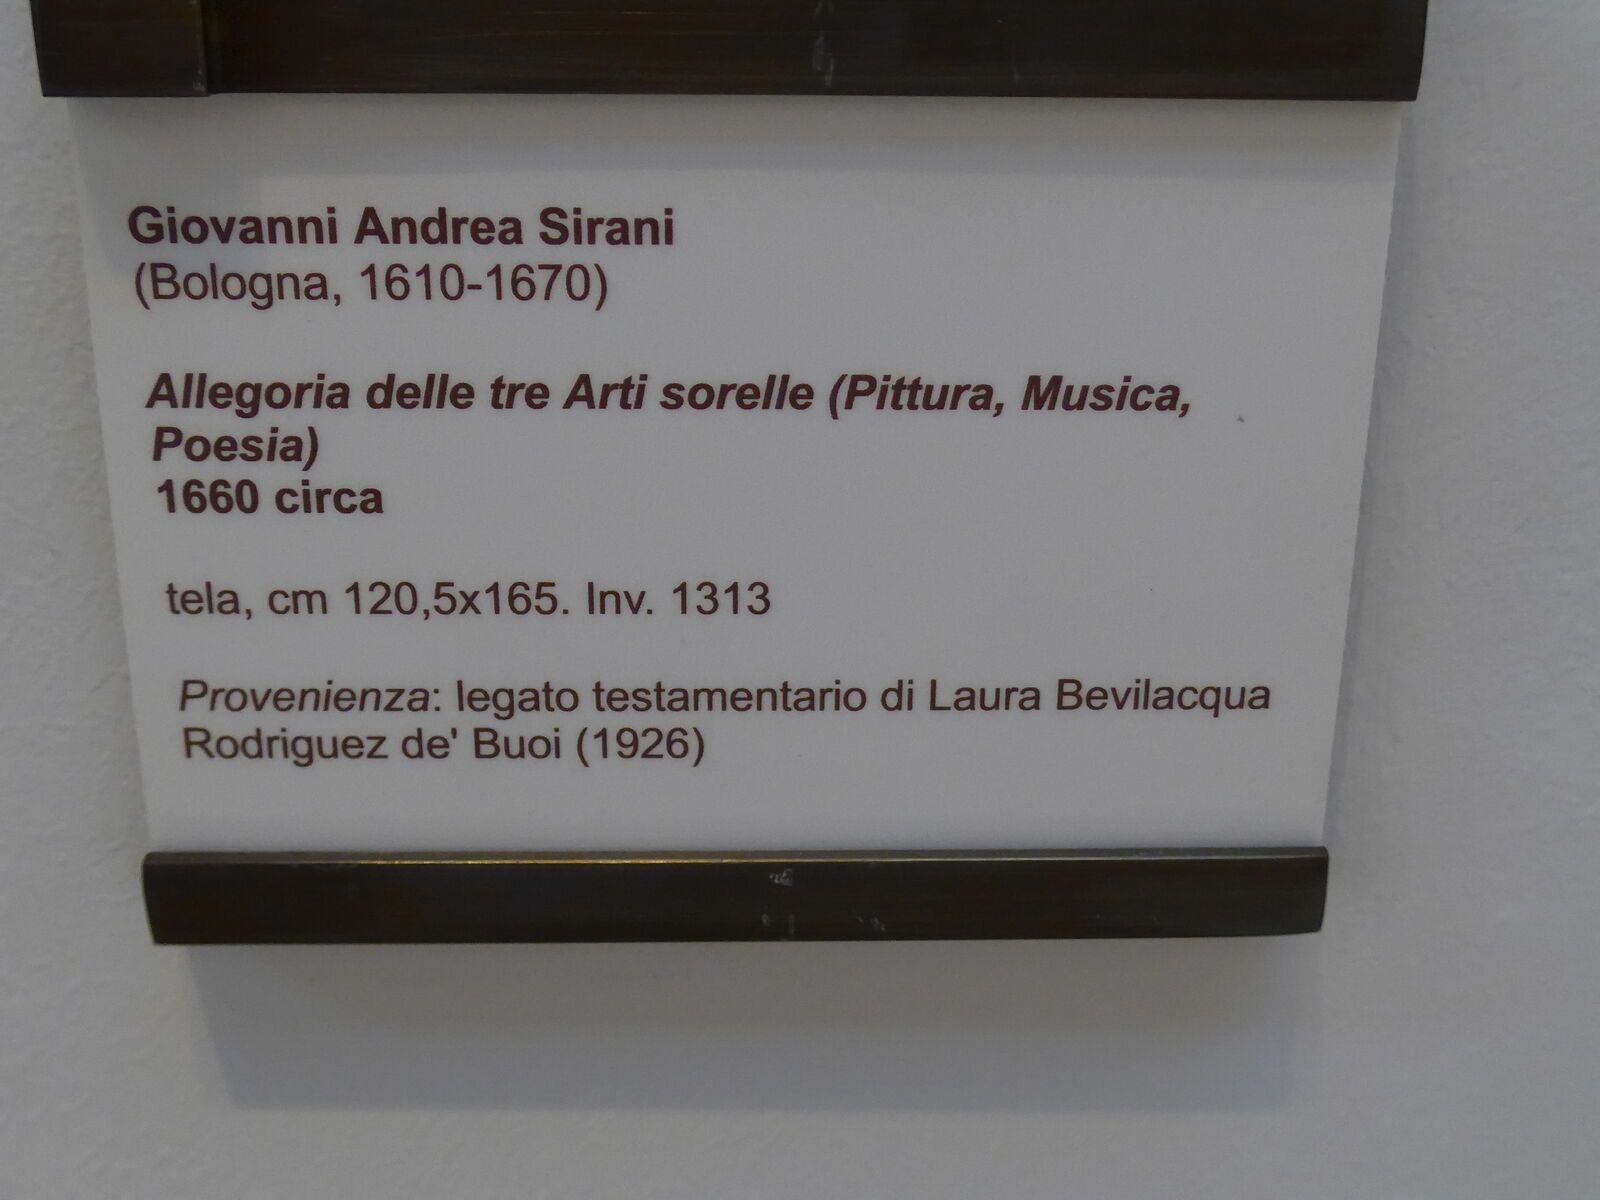 Giovanni Andrea Sirani
(Bologna, 1610-1670)
Allegoria delle tre Arti sorelle (Pittura, Musica,
Poesia)
1660 circa
tela, cm 120,5x165. Inv. 1313
Provenienza: legato testamentario di Laura Bevilacqua
Rodriguez de' Buoi (1926)